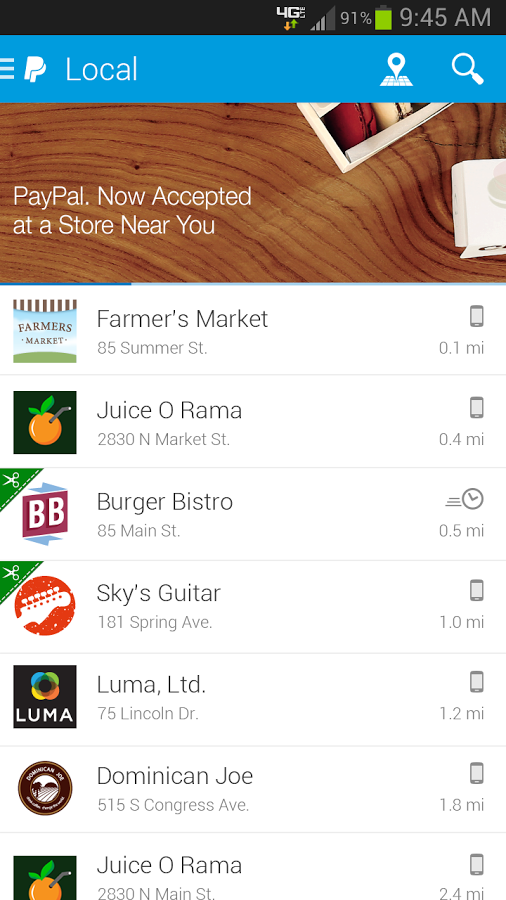 4G LTE 91% 9:45 AM
Local
PayPal. Now Accepted
at a Store Near You
FARMERS
MARKET
Farmer's Market
85 Summer St.
0.1 mi
Juice O Rama
2830 N Market St.
0.4 mi
BB
Burger Bistro
85 Main St.
0.5 mi
Sky's Guitar
181 Spring Ave.
1.0 mi
LUMA
Luma, Ltd.
75 Lincoln Dr.
1.2 mi
DOMINICAN JOE
Dominican Joe
515 S Congress Ave.
1.8 mi
Juice O Rama
2830 N Main St.
2.4 mi